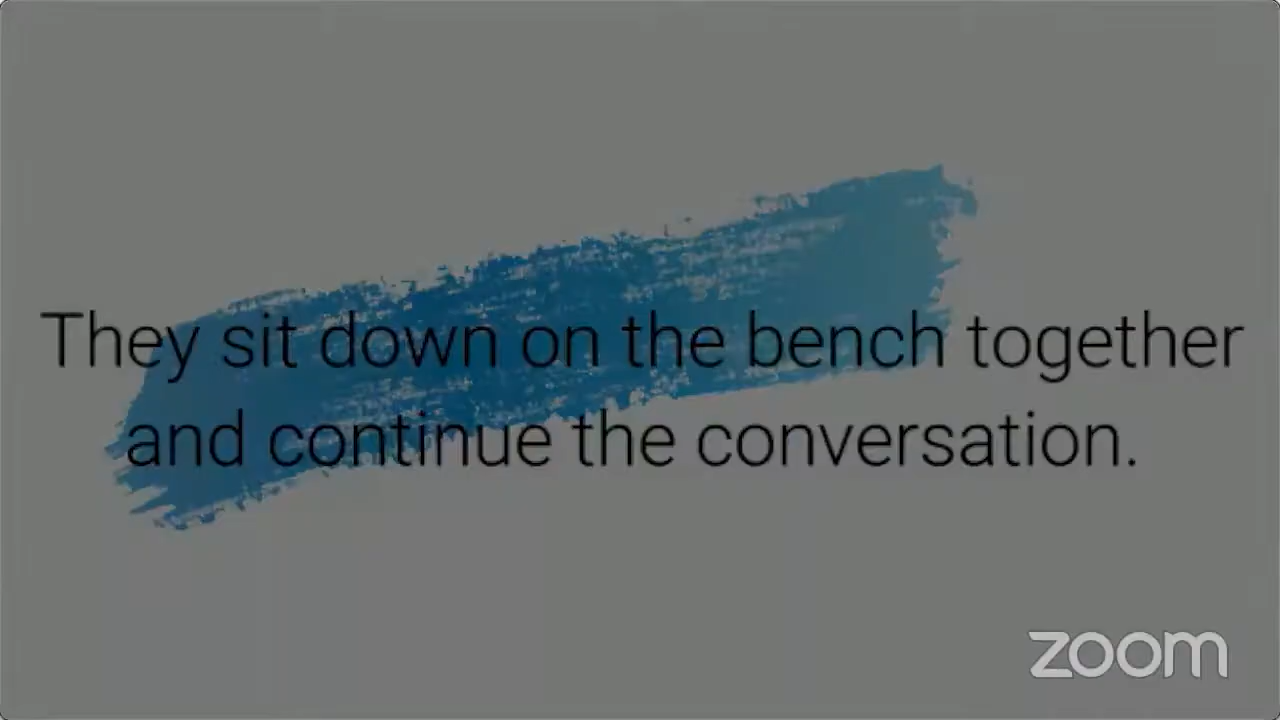 They sit down on the bench together
and continue the conversation.
zoom